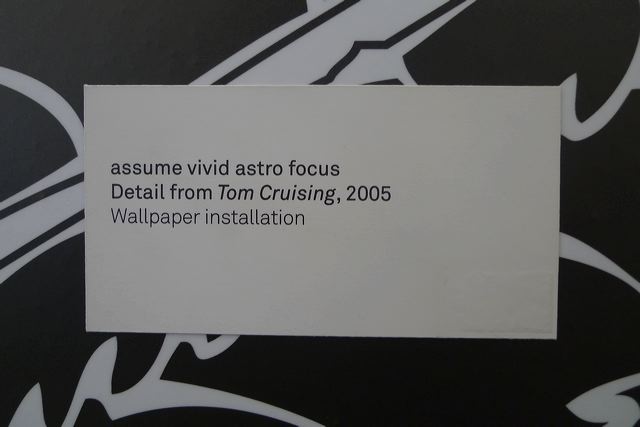 assume vivid astro focus
Detail from Tom Cruising, 2005
Wallpaper installation